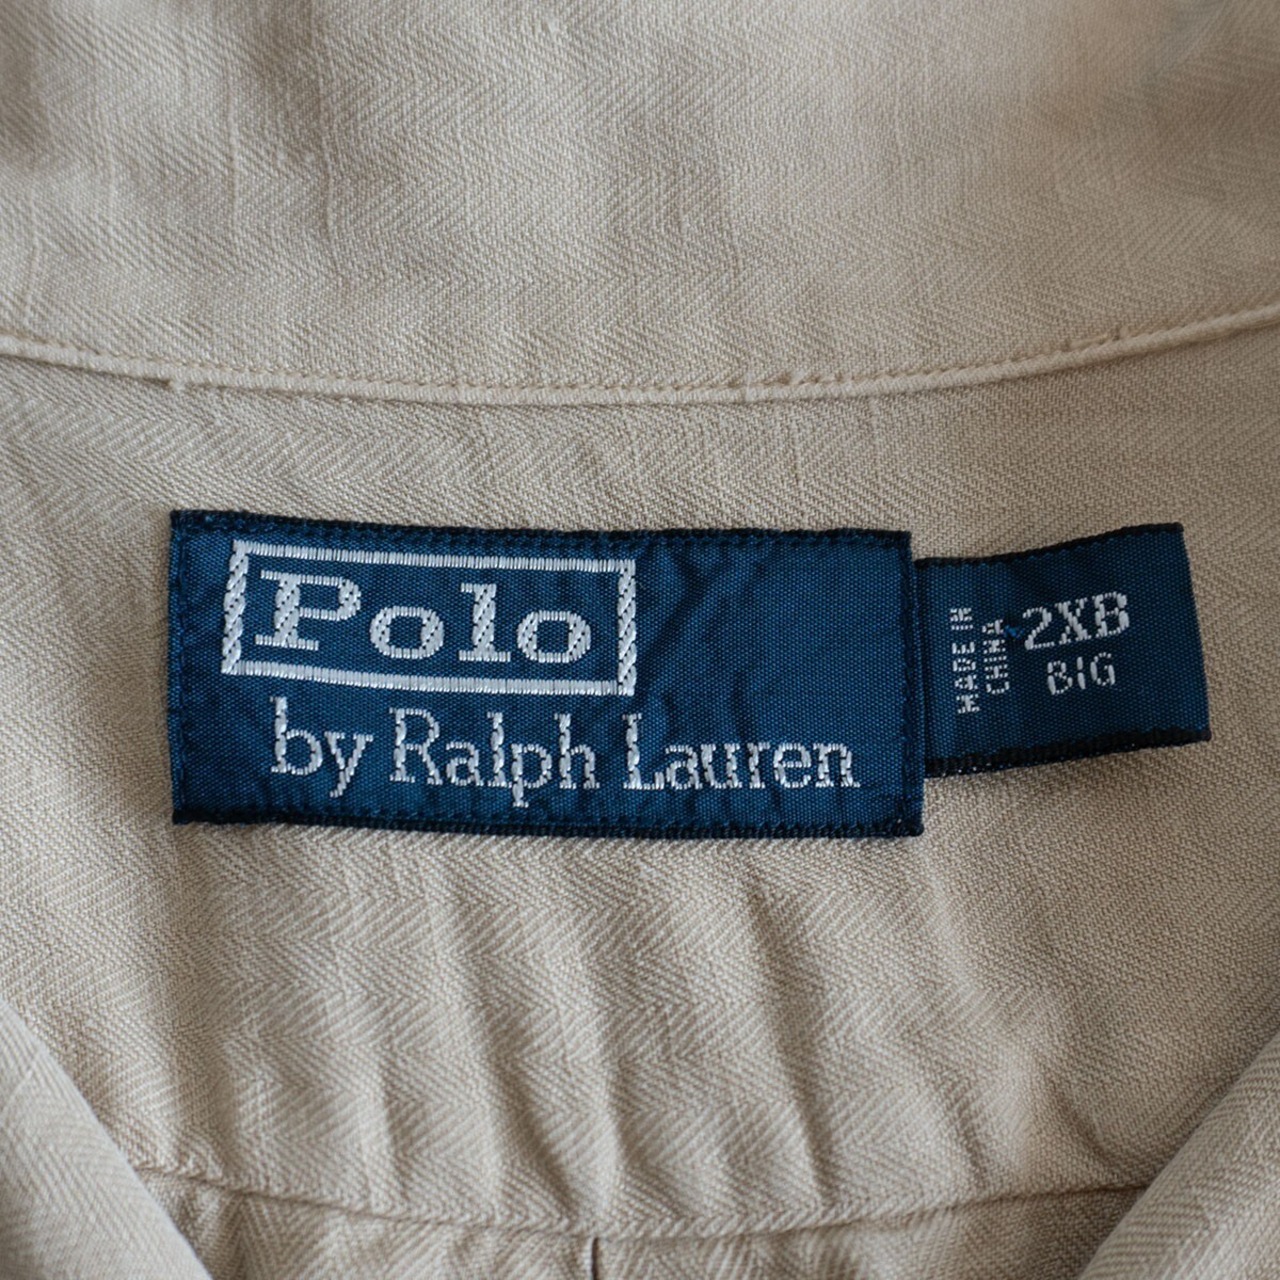 Polo
by Ralph Lauren
MADE IN
CHINA
2XB
BIG